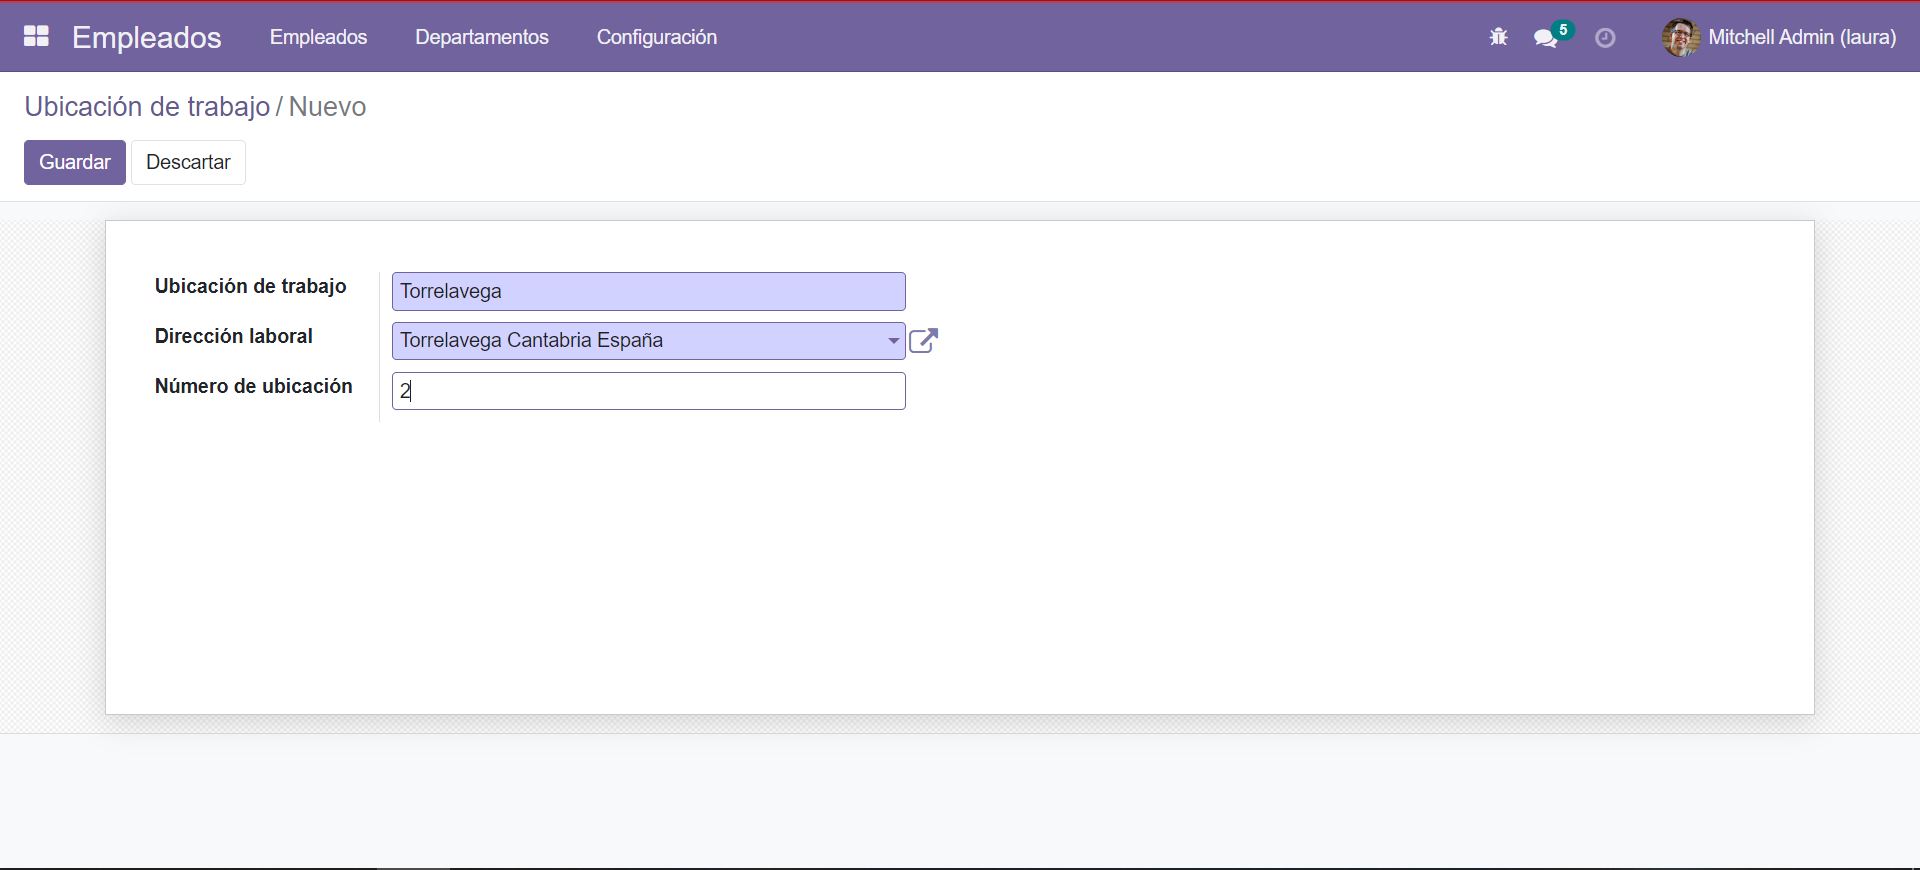 Empleados Empleados Departamentos Configuración 5 Mitchell Admin (laura)
Ubicación de trabajo / Nuevo
Guardar Descartar
Ubicación de trabajo Torrelavega
Dirección laboral Torrelavega Cantabria España
Número de ubicación 2